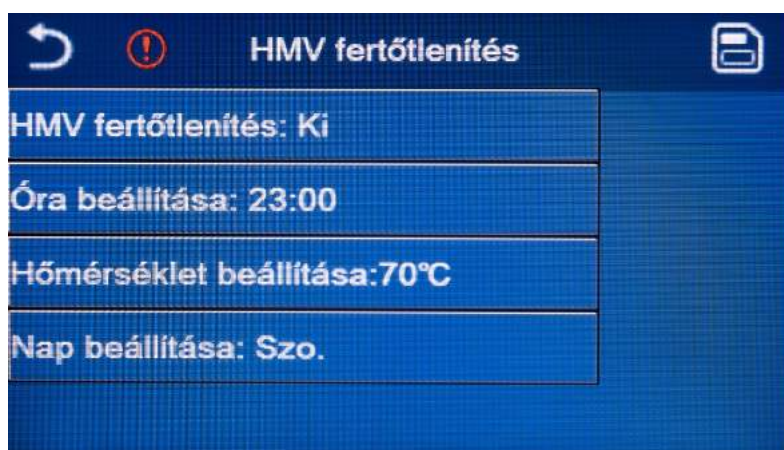 HMV fertőtlenítés
HMV fertőtlenítés: Ki
Óra beállítása: 23:00
Hőmérséklet beállítása:70℃
Nap beállítása: Szo.